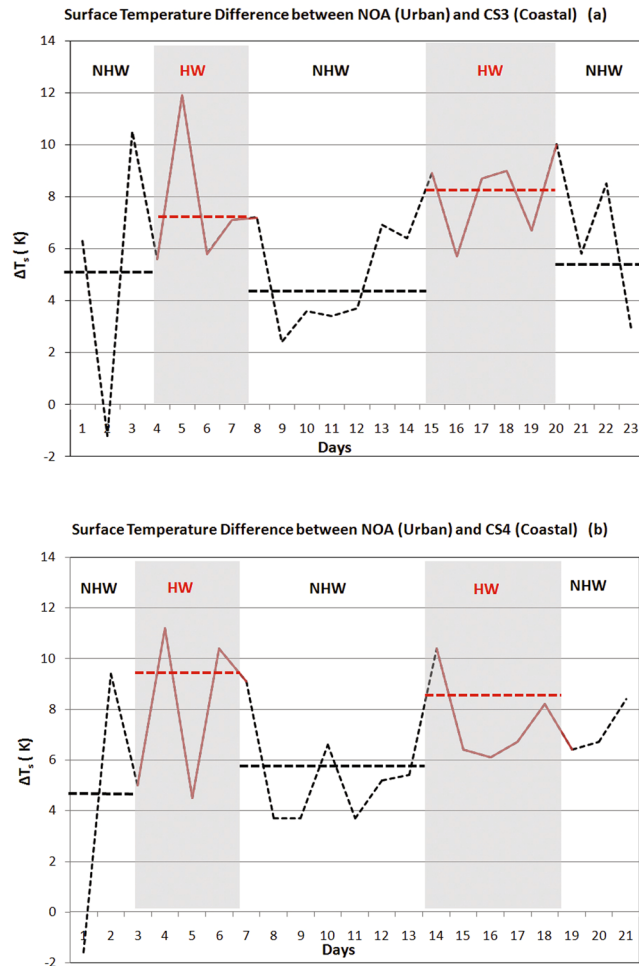 Surface Temperature Difference between NOA (Urban) and CS3 (Coastal) (a)
14
12
10
8
6
4
2
0
-2
ΔTₛ ( K)
NHW
HW
NHW
HW
NHW
1 2 3 4 5 6 7 8 9 10 11 12 13 14 15 16 17 18 19 20 21 22 23
Days
Surface Temperature Difference between NOA (Urban) and CS4 (Coastal) (b)
14
12
10
8
6
4
2
0
-2
ΔTₛ ( K)
NHW
HW
NHW
HW
NHW
1 2 3 4 5 6 7 8 9 10 11 12 13 14 15 16 17 18 19 20 21
Days